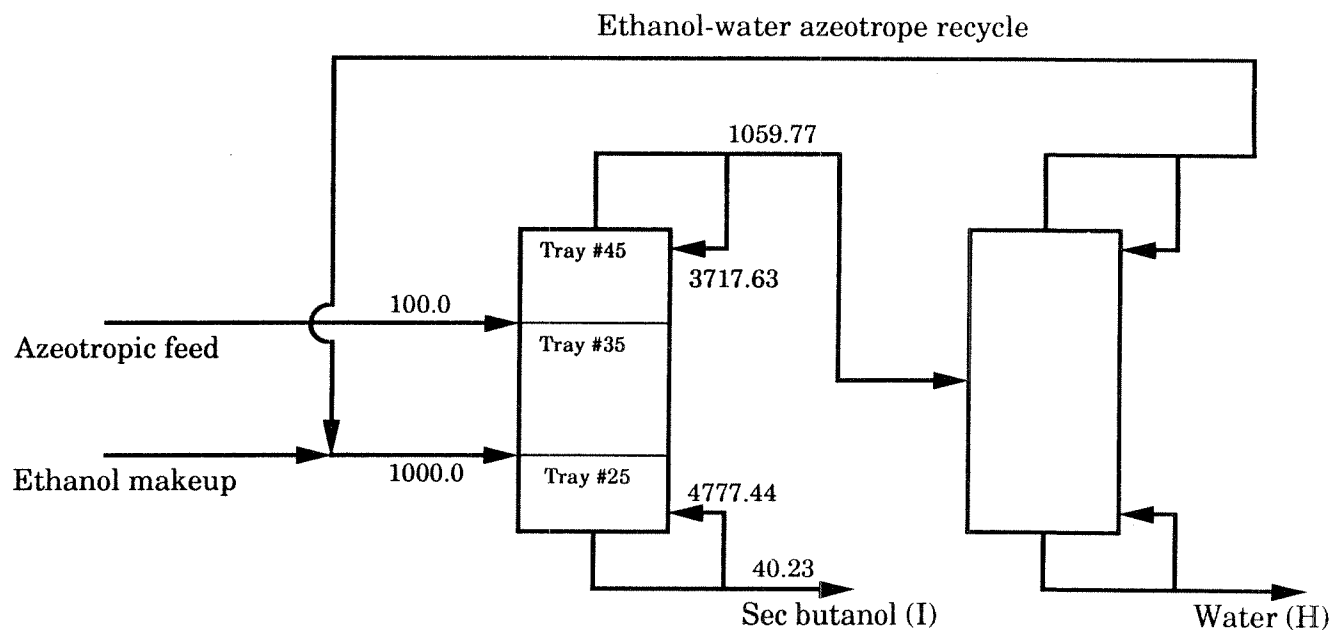 Ethanol-water azeotrope recycle
1059.77
Tray #45
3717.63
100.0
Azeotropic feed
Tray #35
Ethanol makeup
1000.0
Tray #25
4777.44
40.23
Sec butanol (I)
Water (H)